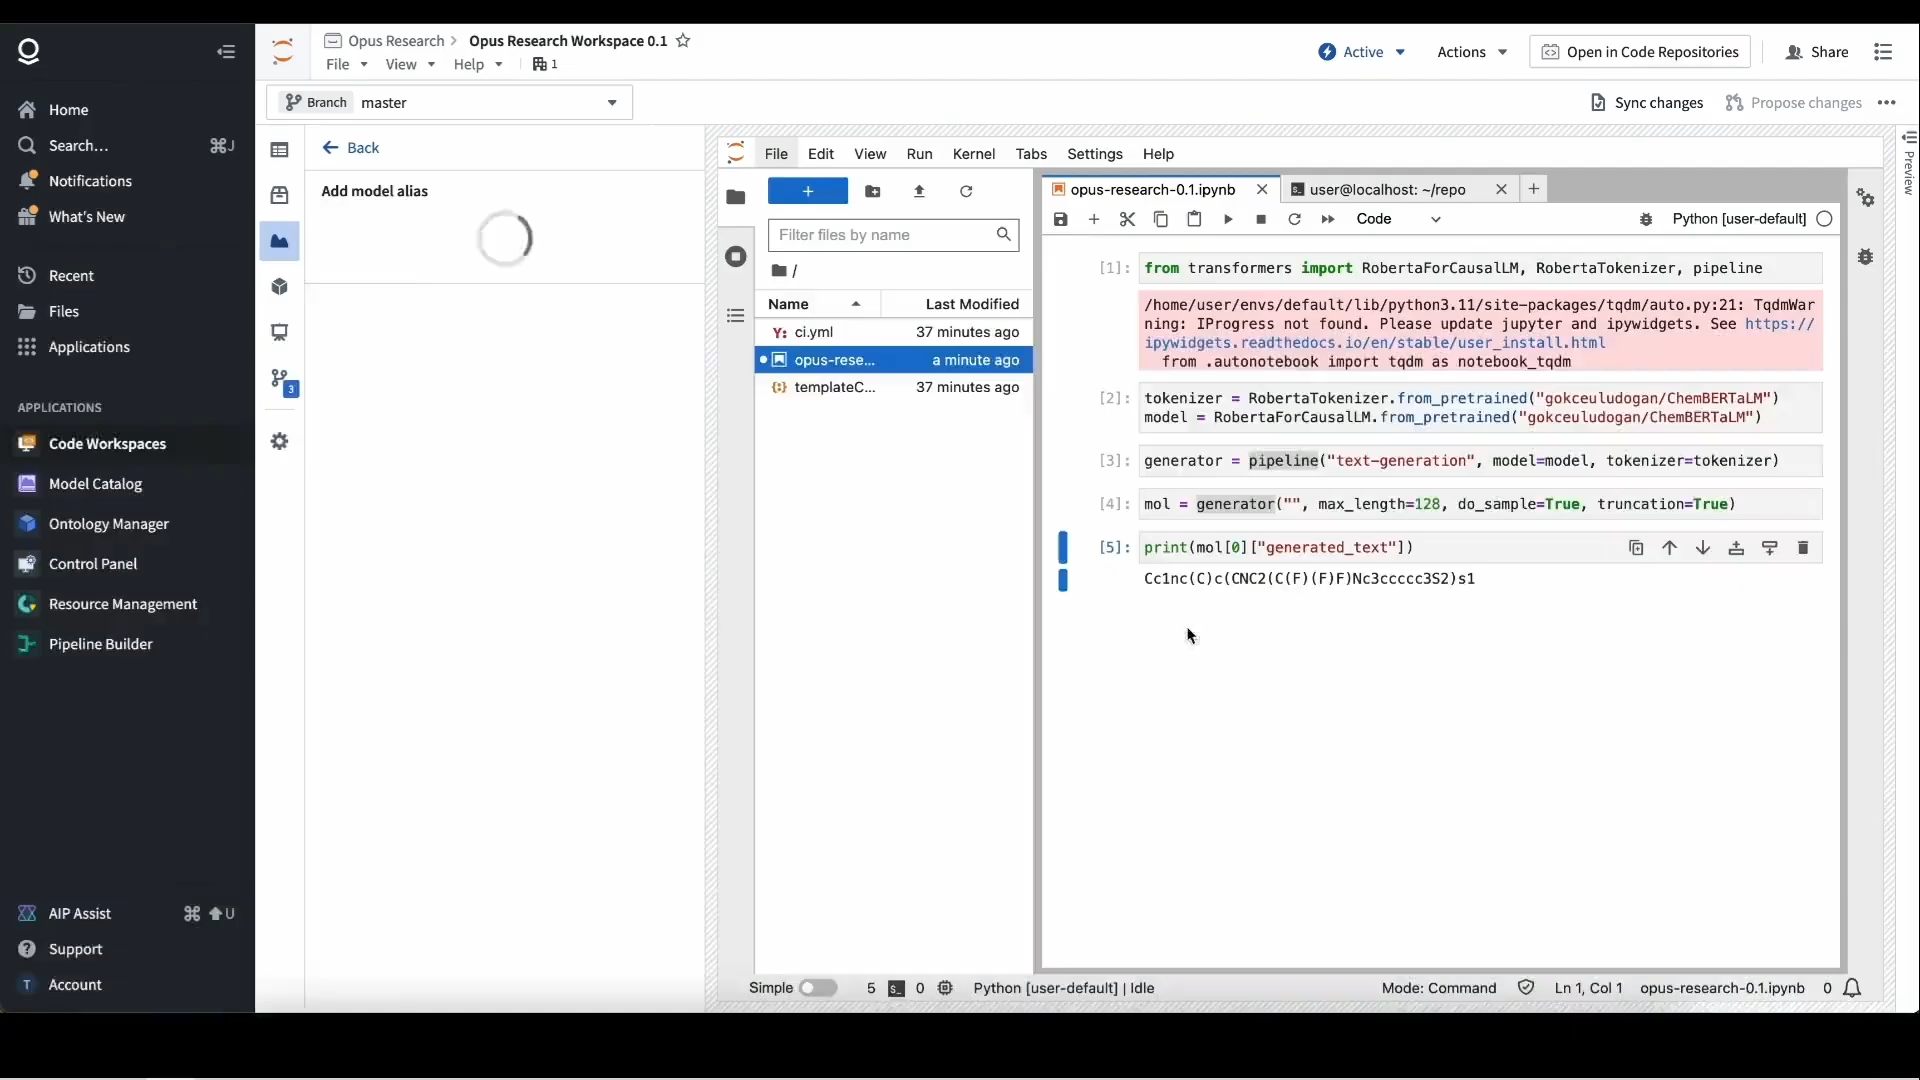 Opus Research > Opus Research Workspace 0.1
File View Help 1
Active
Actions
Open in Code Repositories
Share
Branch master
Sync changes
Propose changes
Home
Search… ⌘J
Notifications
What's New
Recent
Files
Applications
APPLICATIONS
Code Workspaces
Model Catalog
Ontology Manager
Control Panel
Resource Management
Pipeline Builder
AIP Assist ⌘ U
Support
T Account
3
Back
Add model alias
File Edit View Run Kernel Tabs Settings Help
+
Filter files by name
/
Name Last Modified
Y: ci.yml 37 minutes ago
opus-rese... a minute ago
{:} templateC... 37 minutes ago
opus-research-0.1.ipynb
user@localhost: ~/repo
Code
Python [user-default]
[1]: from transformers import RobertaForCausalLM, RobertaTokenizer, pipeline
/home/user/envs/default/lib/python3.11/site-packages/tqdm/auto.py:21: TqdmWar
ning: IProgress not found. Please update jupyter and ipywidgets. See https://
ipywidgets.readthedocs.io/en/stable/user_install.html
from .autonotebook import tqdm as notebook_tqdm
[2]: tokenizer = RobertaTokenizer.from_pretrained("gokceuludogan/ChemBERTaLM")
model = RobertaForCausalLM.from_pretrained("gokceuludogan/ChemBERTaLM")
[3]: generator = pipeline("text-generation", model=model, tokenizer=tokenizer)
[4]: mol = generator("", max_length=128, do_sample=True, truncation=True)
[5]: print(mol[0]["generated_text"])
Cc1nc(C)c(CNC2(C(F)(F)F)Nc3ccccc3S2)s1
Simple 5 $_ 0 Python [user-default] | Idle
Mode: Command Ln 1, Col 1 opus-research-0.1.ipynb 0
Preview